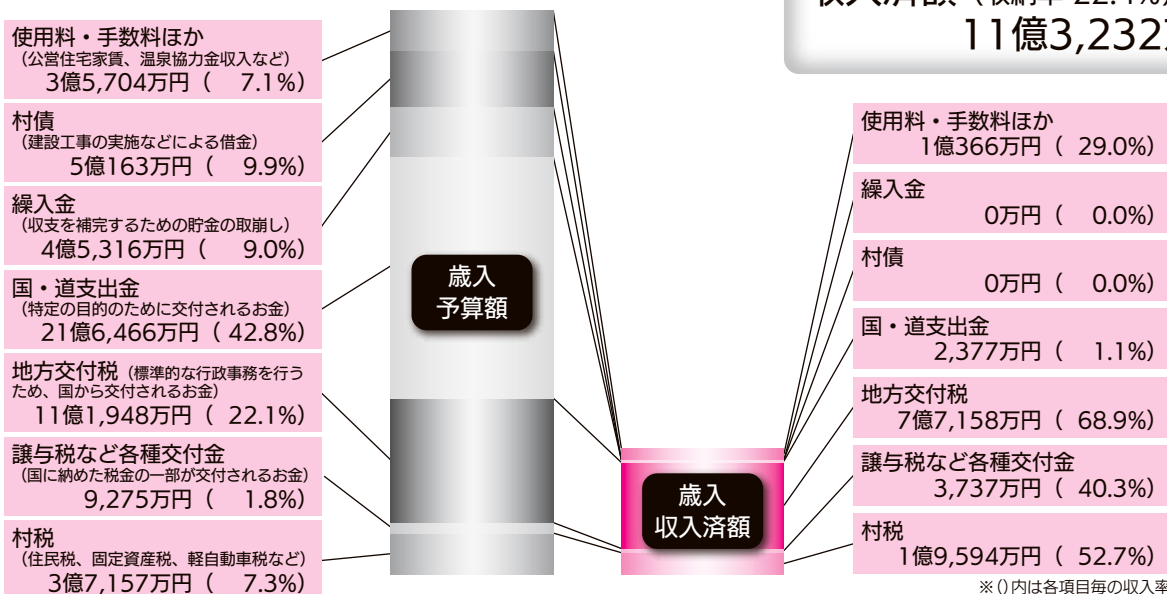 使用料・手数料ほか
（公営住宅家賃、温泉協力金収入など）
3億5,704万円（ 7.1%）
村債
（建設工事の実施などによる借金）
5億163万円（ 9.9%）
繰入金
（収支を補完するための貯金の取崩し）
4億5,316万円（ 9.0%）
国・道支出金
（特定の目的のために交付されるお金）
21億6,466万円（ 42.8%）
地方交付税（標準的な行政事務を行う
ため、国から交付されるお金）
11億1,948万円（ 22.1%）
譲与税など各種交付金
（国に納めた税金の一部が交付されるお金）
9,275万円（ 1.8%）
村税
（住民税、固定資産税、軽自動車税など）
3億7,157万円（ 7.3%）
歳入
予算額
歳入
収入済額
収入済額（収納率 22.4%）
11億3,232万
使用料・手数料ほか
1億366万円（ 29.0%）
繰入金
0万円（ 0.0%）
村債
0万円（ 0.0%）
国・道支出金
2,377万円（ 1.1%）
地方交付税
7億7,158万円（ 68.9%）
譲与税など各種交付金
3,737万円（ 40.3%）
村税
1億9,594万円（ 52.7%）
※()内は各項目毎の収入率